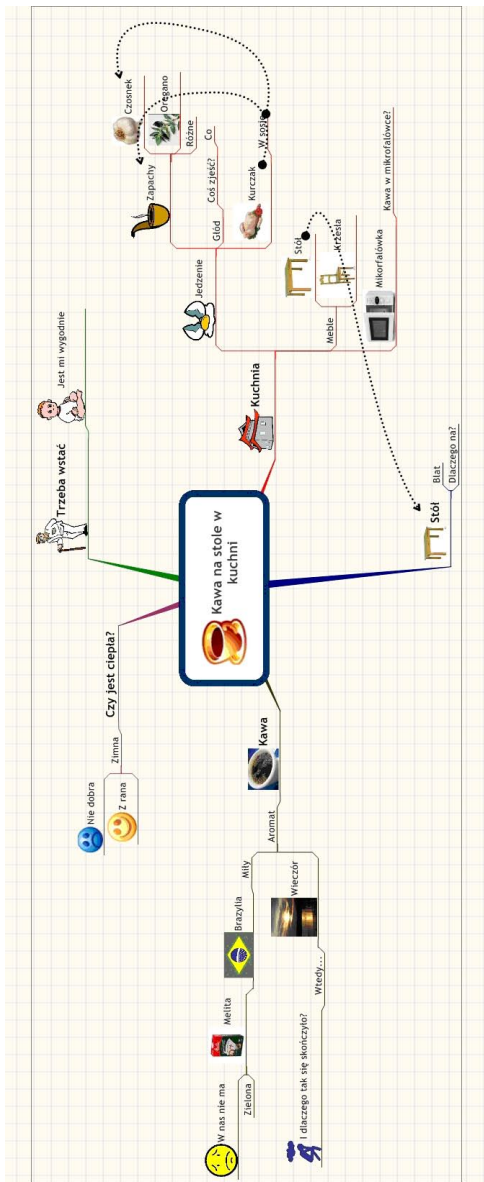 Kawa na stole w
kuchni
Kuchnia
Jedzenie
Głód
Zapachy
Czosnek
Oregano
Różne
Coś zjeść?
Co
Kurczak
W sosie
Meble
Stół
Krzesła
Mikorfalówka
Kawa w mikrofalówce?
Stół
Blat
Dlaczego na?
Kawa
Aromat
Miły
Brazylia
Melita
W nas nie ma
Zielona
Wieczór
Wtedy...
I dlaczego tak się skończyło?
Czy jest ciepła?
Zimna
Nie dobra
Z rana
Trzeba wstać
Jest mi wygodnie